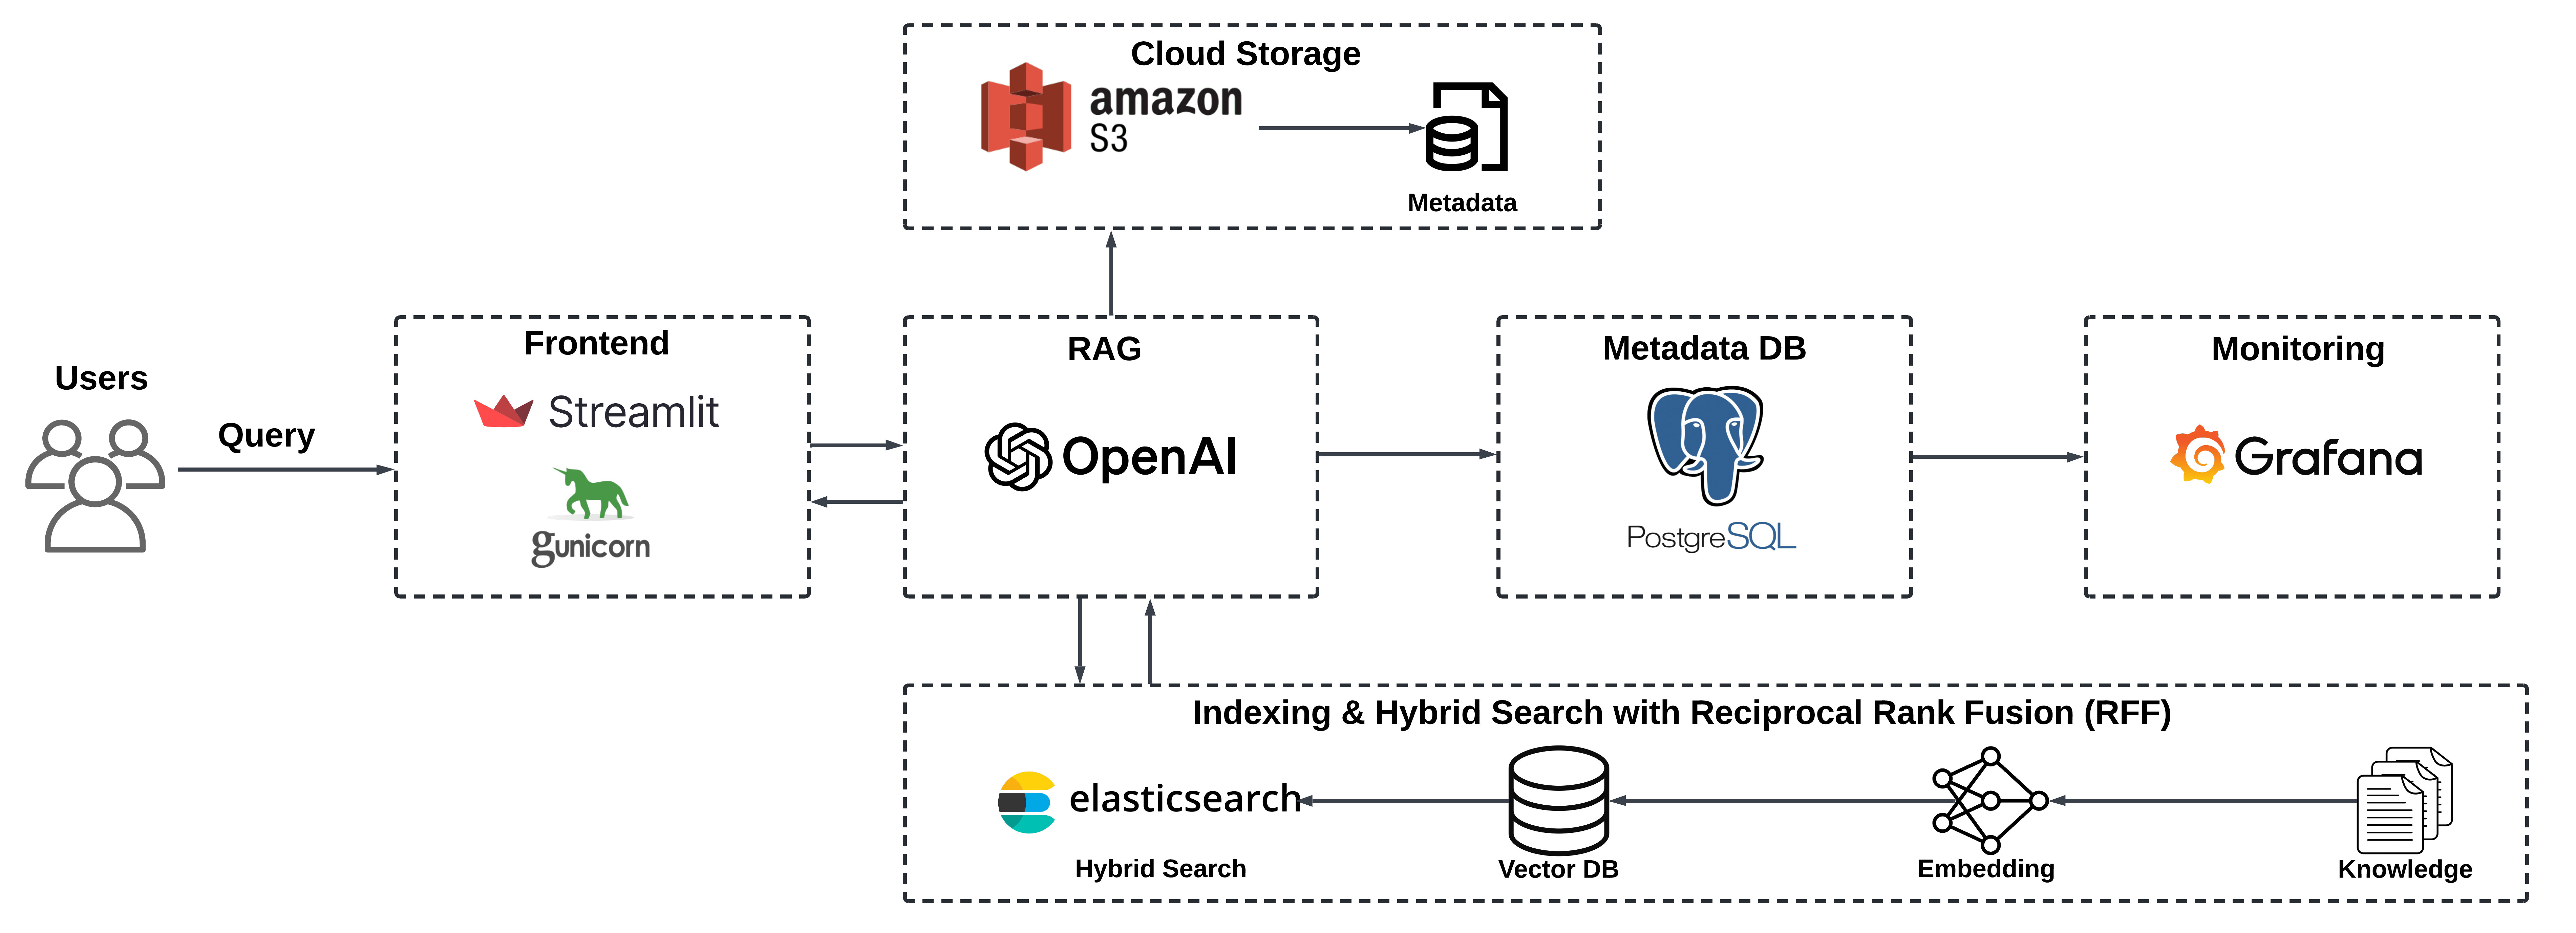 Cloud Storage
amazon
S3
Metadata
Users
Query
Frontend
Streamlit
gunicorn
RAG
OpenAI
Metadata DB
PostgreSQL
Monitoring
Grafana
Indexing & Hybrid Search with Reciprocal Rank Fusion (RFF)
elasticsearch
Hybrid Search
Vector DB
Embedding
Knowledge